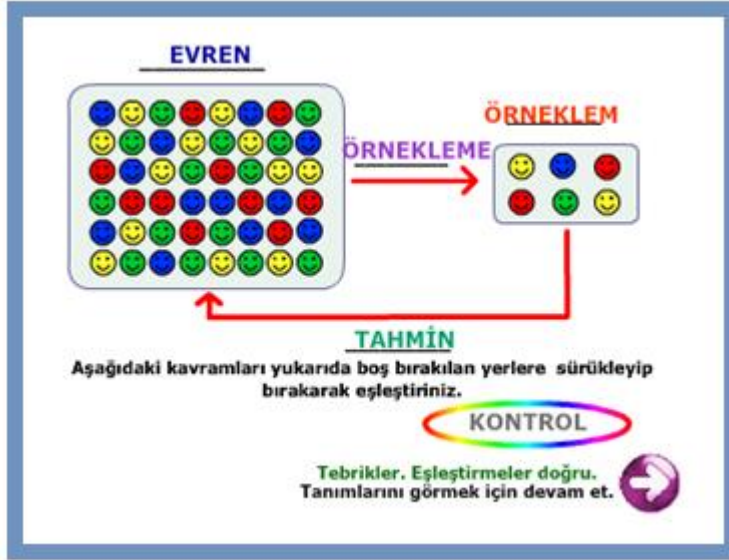 EVREN
ÖRNEKLEM
ÖRNEKLEME
TAHMİN
Aşağıdaki kavramları yukarıda boş bırakılan yerlere sürükleyip
bırakarak eşleştiriniz.
KONTROL
Tebrikler. Eşleştirmeler doğru.
Tanımlarını görmek için devam et.